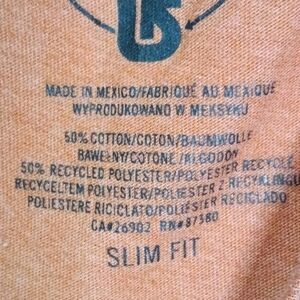 MADE IN MEXICO/FABRIQUÉ AU MEXIQUE
WYPRODUKOWANO W MEKSYKU
50% COTTON/COTON/BAUMWOLLE
BAWEŁNY/COTONE/ALGODÓN
50% RECYCLED POLYESTER/POLYESTER RECYCLÉ
RECYCELTEM POLYESTER/POLIESTER Z RECYKLINGU
POLIESTERE RICICLATO/POLIÉSTER RECICLADO
CA#26902 RN#87380
SLIM FIT